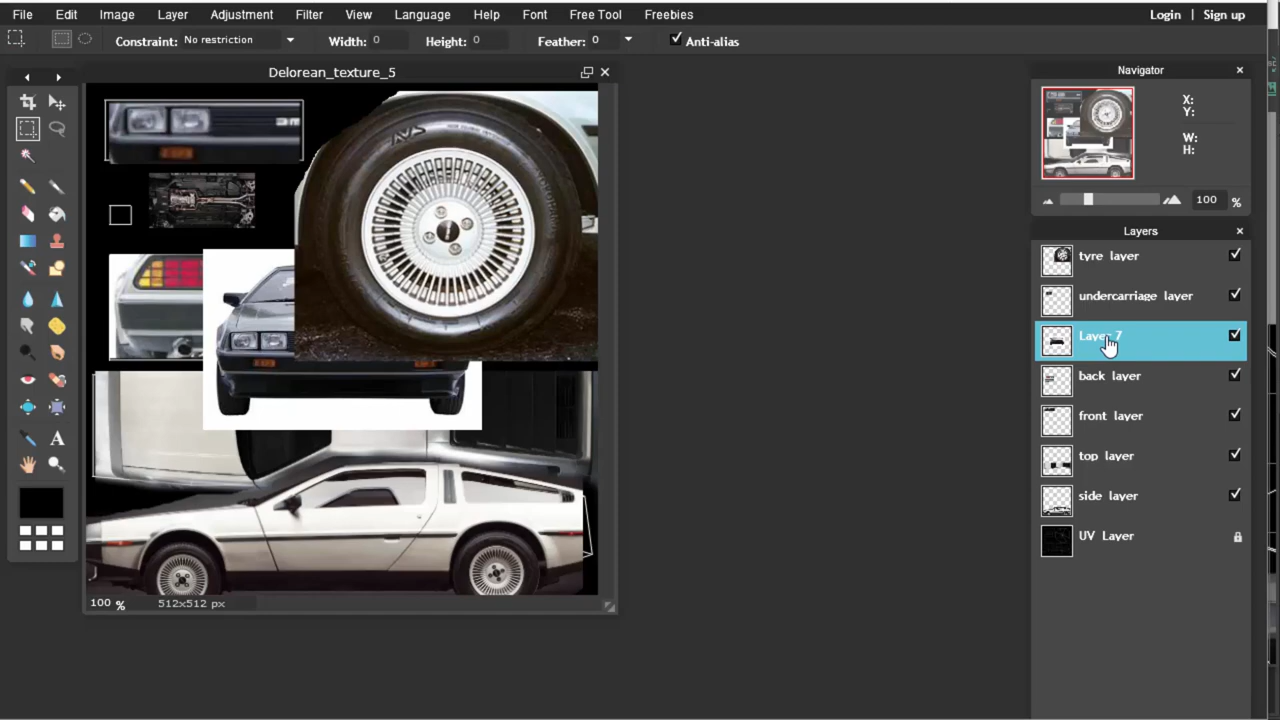 File Edit Image Layer Adjustment Filter View Language Help Font Free Tool Freebies Login | Sign up
Constraint: No restriction Width: 0 Height: 0 Feather: 0 Anti-alias
Delorean_texture_5
Navigator
X:
Y:
W:
H:
100 %
Layers
tyre layer
undercarriage layer
Layer 7
back layer
front layer
top layer
side layer
UV Layer
A
100 % 512x512 px